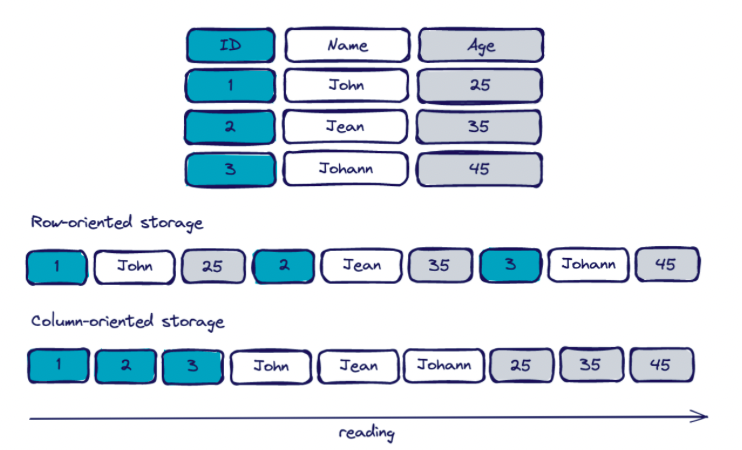 ID Name Age
1 John 25
2 Jean 35
3 Johann 45
Row-oriented storage
1 John 25 2 Jean 35 3 Johann 45
Column-oriented storage
1 2 3 John Jean Johann 25 35 45
reading